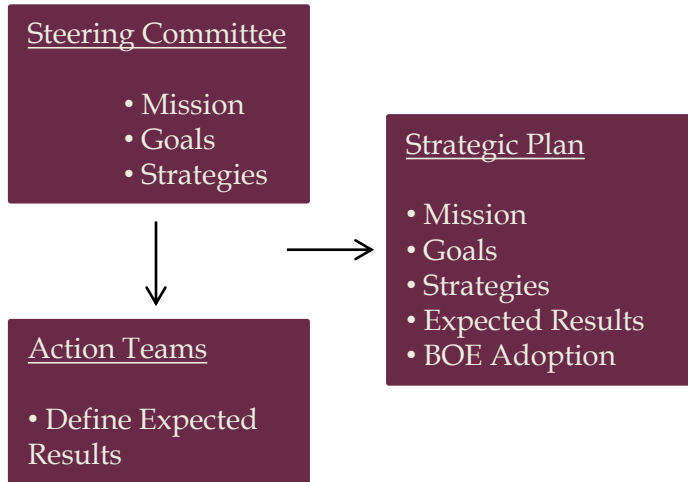 Steering Committee
• Mission
• Goals
• Strategies
Action Teams
• Define Expected
Results
Strategic Plan
• Mission
• Goals
• Strategies
• Expected Results
• BOE Adoption